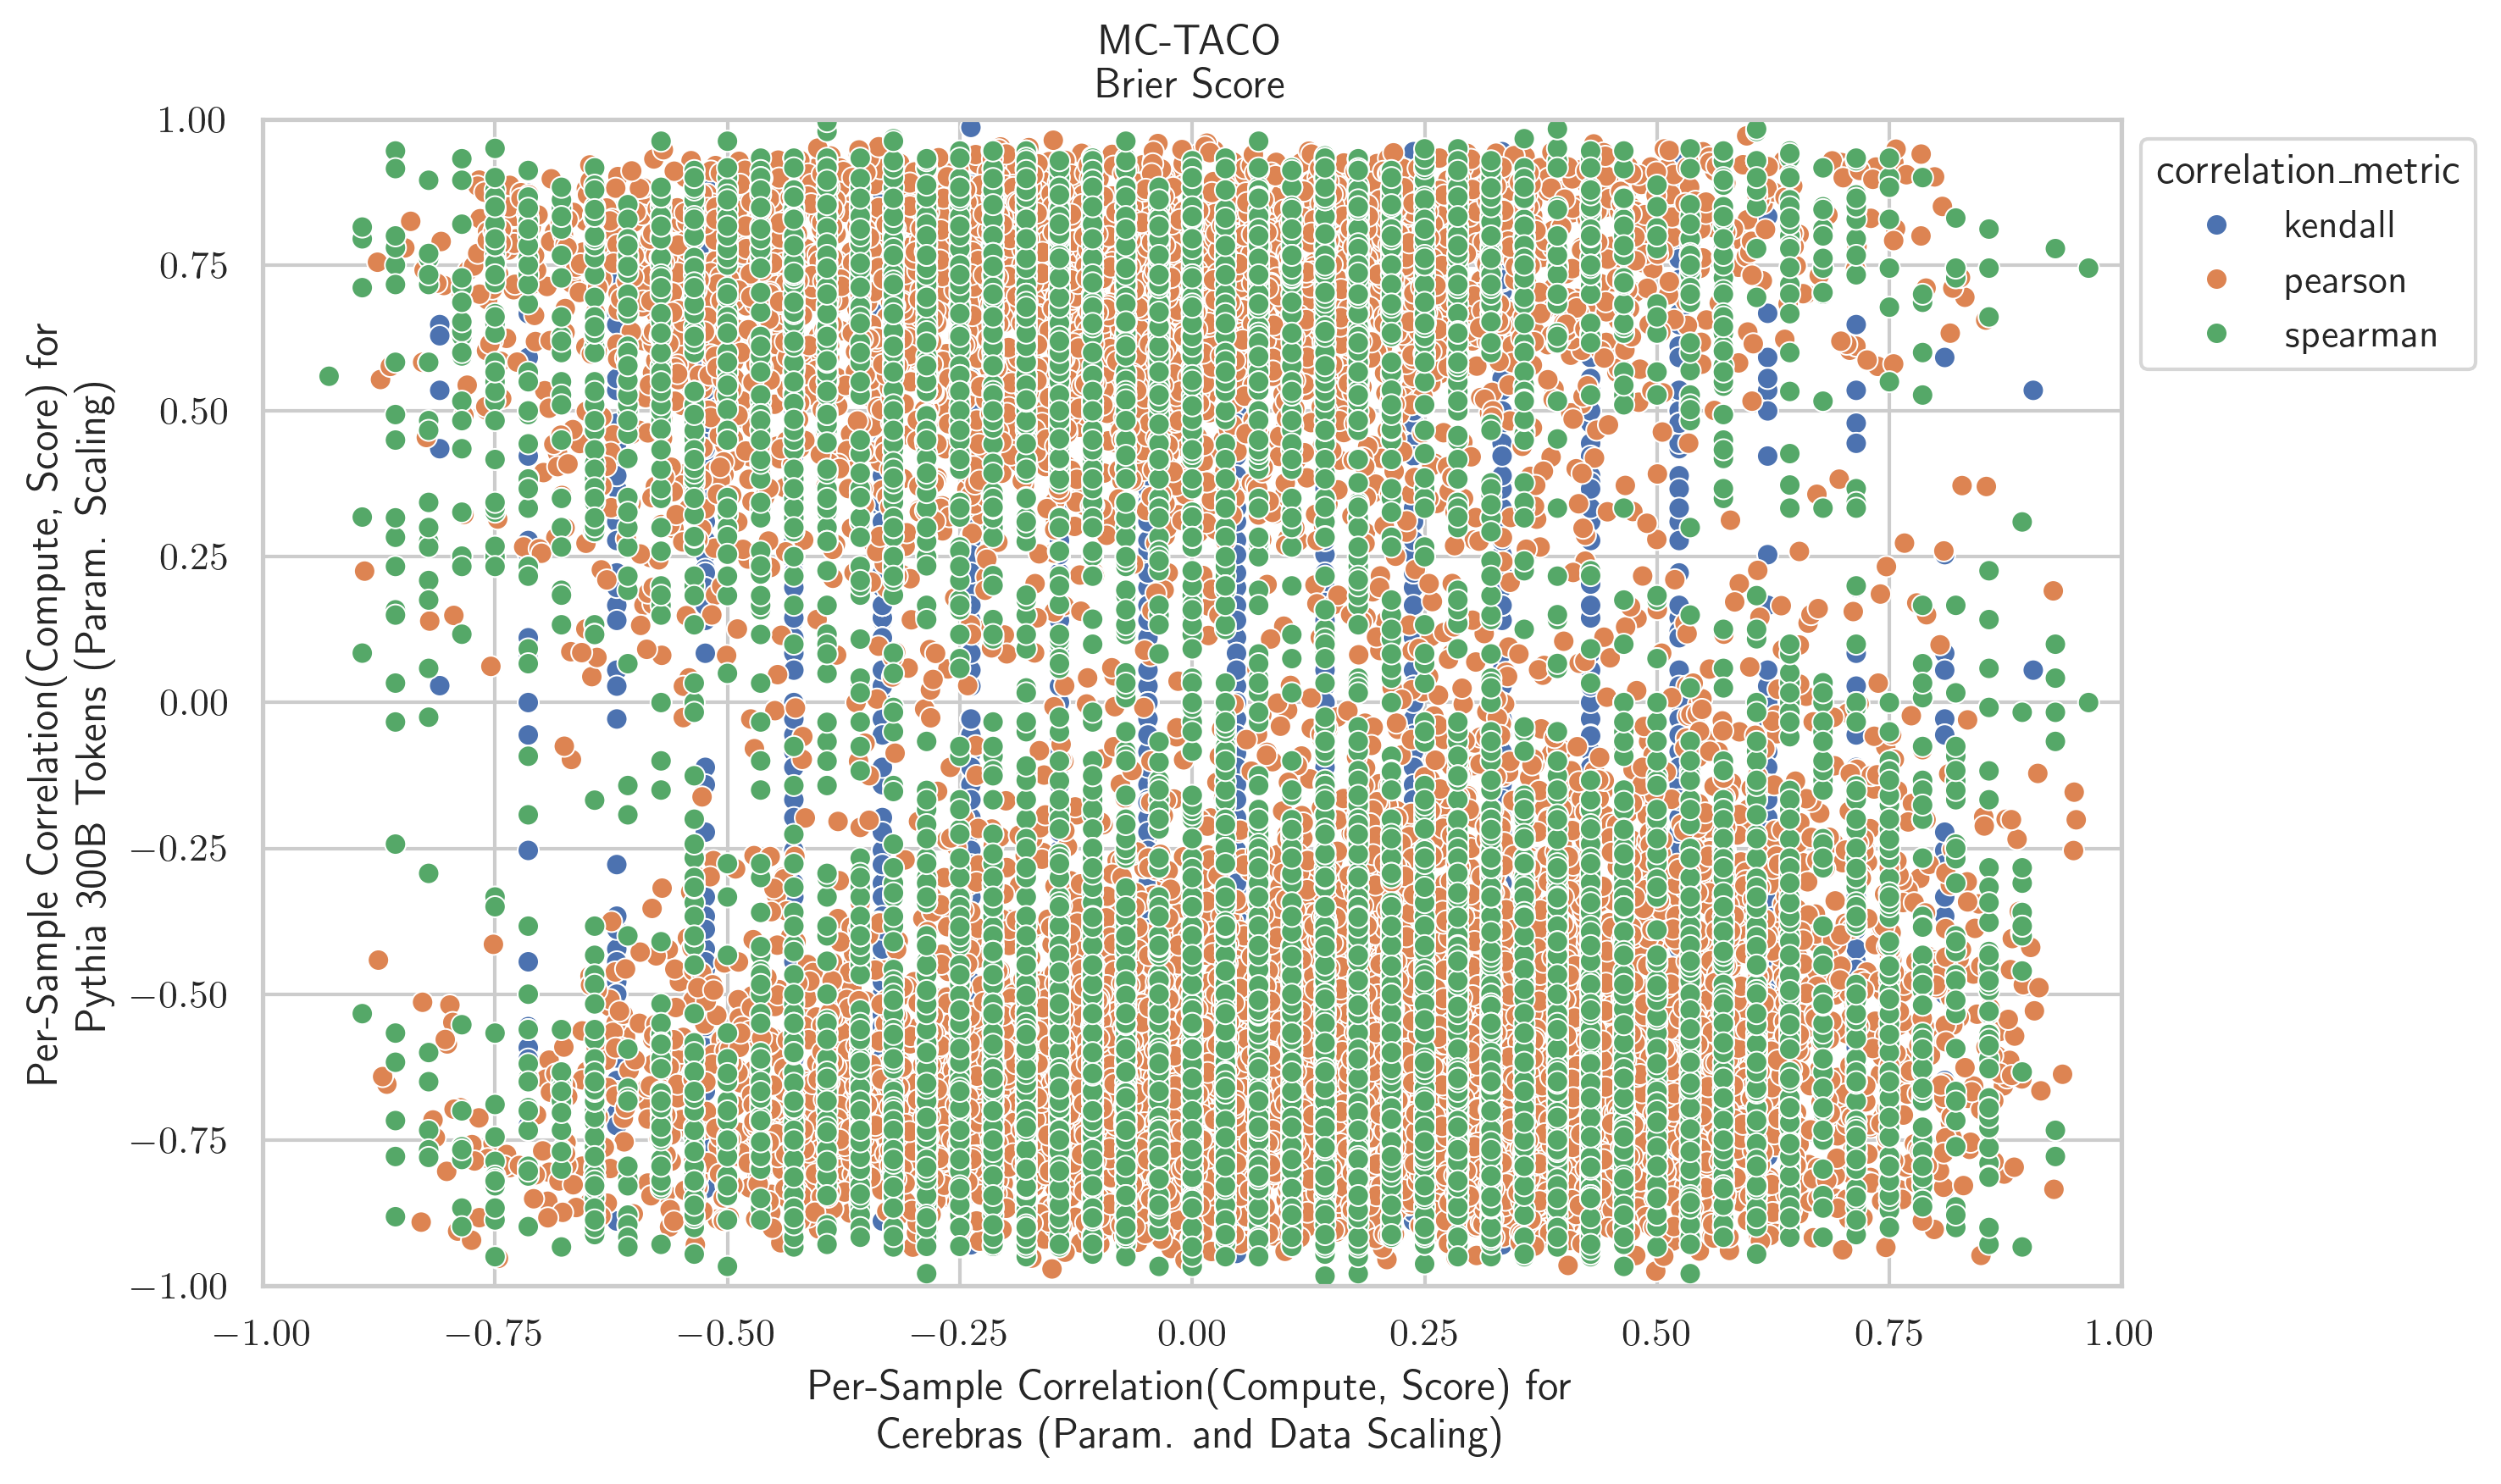 MC-TACO
Brier Score
Per-Sample Correlation(Compute, Score) for
Pythia 300B Tokens (Param. Scaling)
1.00
0.75
0.50
0.25
0.00
−0.25
−0.50
−0.75
−1.00
−1.00 −0.75 −0.50 −0.25 0.00 0.25 0.50 0.75 1.00
Per-Sample Correlation(Compute, Score) for
Cerebras (Param. and Data Scaling)
correlation_metric
kendall
pearson
spearman